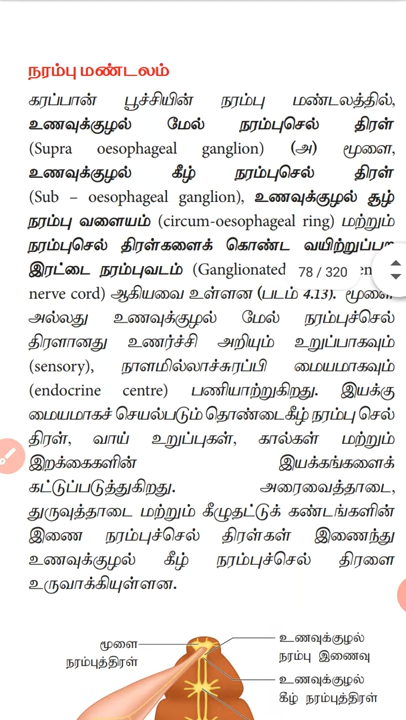 நரம்பு மண்டலம்
கரப்பான் பூச்சியின் நரம்பு மண்டலத்தில்,
உணவுக்குழல் மேல் நரம்புசெல் திரள்
(Supra oesophageal ganglion) (அ) மூளை,
உணவுக்குழல் கீழ் நரம்புசெல் திரள்
(Sub – oesophageal ganglion), உணவுக்குழல் சூழ்
நரம்பு வளையம் (circum-oesophageal ring) மற்றும்
நரம்புசெல் திரள்களைக் கொண்ட வயிற்றுப்புற
இரட்டை நரம்புவடம் (Ganglionated
78 / 320
nerve cord) ஆகியவை உள்ளன (படம் 4.13). மூளை
அல்லது உணவுக்குழல் மேல் நரம்புச்செல்
திரளானது உணர்ச்சி அறியும் உறுப்பாகவும்
(sensory), நாளமில்லாச்சுரப்பி மையமாகவும்
(endocrine centre) பணியாற்றுகிறது. இயக்கு
மையமாகச் செயல்படும் தொண்டைகீழ் நரம்பு செல்
திரள், வாய் உறுப்புகள், கால்கள் மற்றும்
இறக்கைகளின் இயக்கங்களைக்
கட்டுப்படுத்துகிறது. அரைவைத்தாடை,
துருவுத்தாடை மற்றும் கீழுதட்டுக் கண்டங்களின்
இணை நரம்புச்செல் திரள்கள் இணைந்து
உணவுக்குழல் கீழ் நரம்புச்செல் திரளை
உருவாக்கியுள்ளன.
மூளை
நரம்புத்திரள்
உணவுக்குழல்
நரம்பு இணைவு
உணவுக்குழல்
கீழ் நரம்புத்திரள்